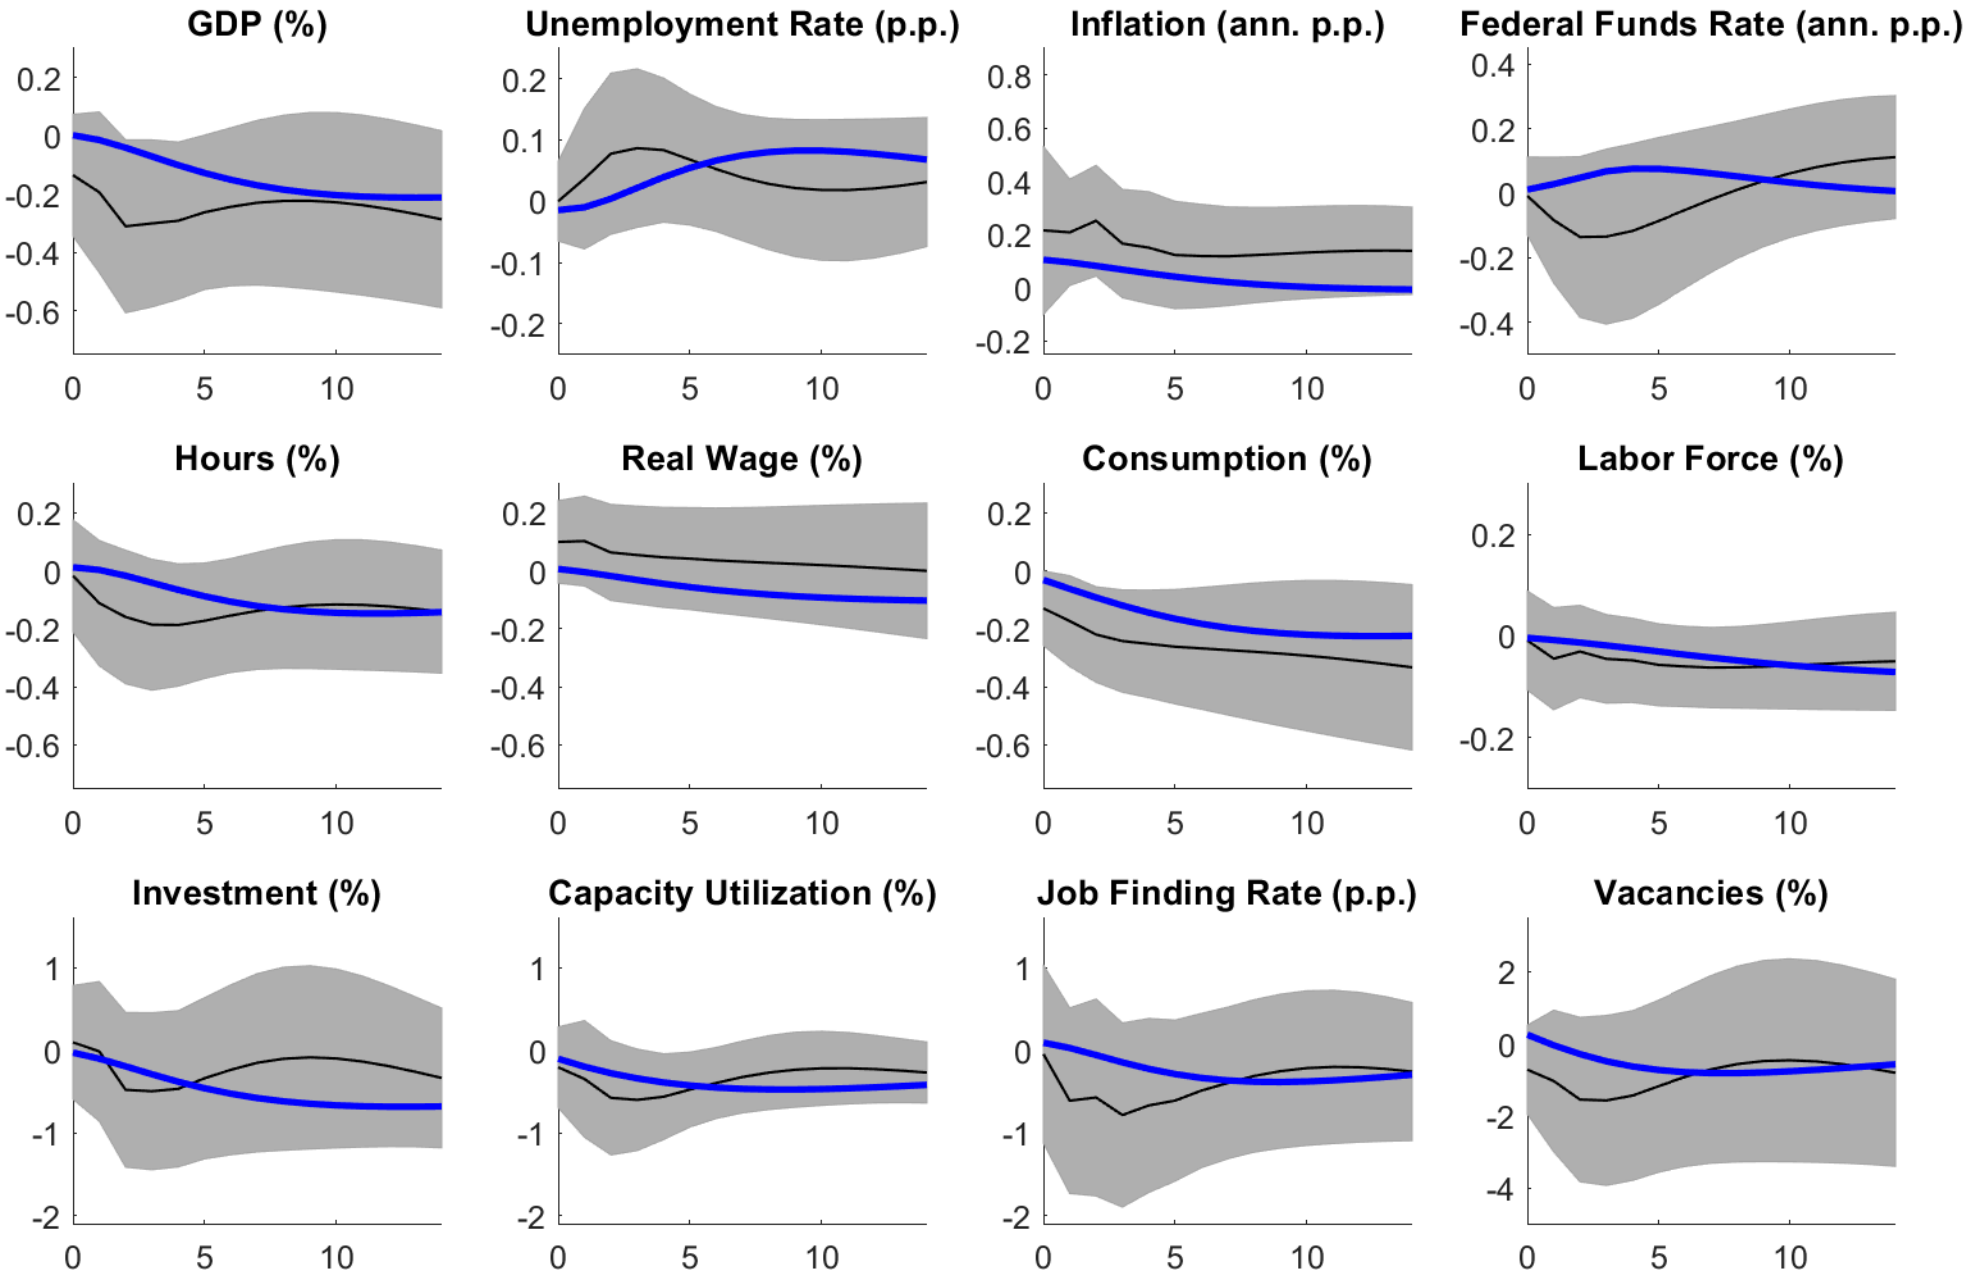 GDP (%)
Unemployment Rate (p.p.)
Inflation (ann. p.p.)
Federal Funds Rate (ann. p.p.)
0.2
0
-0.2
-0.4
-0.6
0 5 10
0.2
0.1
0
-0.1
-0.2
0 5 10
0.8
0.6
0.4
0.2
0
-0.2
0 5 10
0.4
0.2
0
-0.2
-0.4
0 5 10
Hours (%)
Real Wage (%)
Consumption (%)
Labor Force (%)
0.2
0
-0.2
-0.4
-0.6
0 5 10
0.2
0
-0.2
-0.4
-0.6
0 5 10
0.2
0
-0.2
-0.4
-0.6
0 5 10
0.2
0
-0.2
0 5 10
Investment (%)
Capacity Utilization (%)
Job Finding Rate (p.p.)
Vacancies (%)
1
0
-1
-2
0 5 10
1
0
-1
-2
0 5 10
1
0
-1
-2
0 5 10
2
0
-2
-4
0 5 10